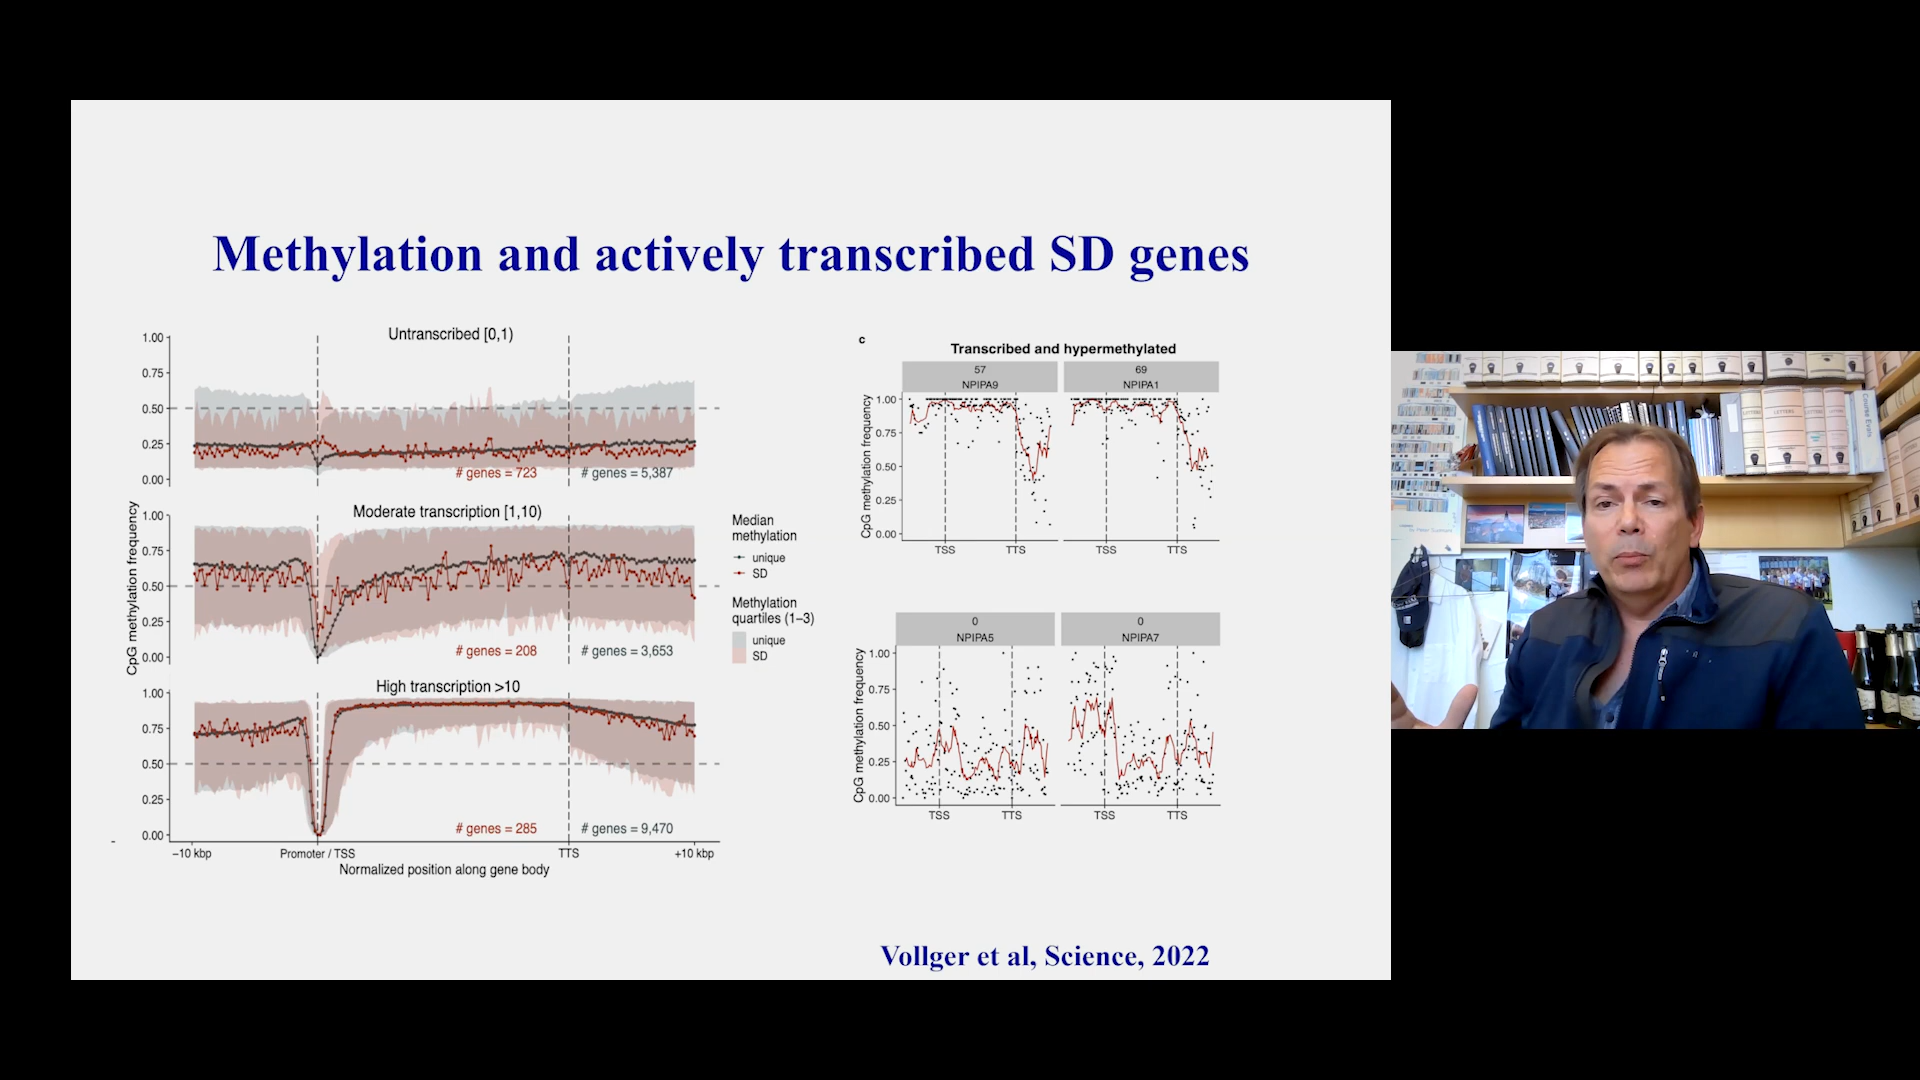 Methylation and actively transcribed SD genes
Untranscribed [0,1)
1.00
0.75
0.50
0.25
0.00
# genes = 723
# genes = 5,387
Moderate transcription [1,10)
1.00
0.75
0.50
0.25
0.00
# genes = 208
# genes = 3,653
High transcription >10
1.00
0.75
0.50
0.25
0.00
# genes = 285
# genes = 9,470
CpG methylation frequency
−10 kbp
Promoter / TSS
TTS
+10 kbp
Normalized position along gene body
Median
methylation
unique
SD
Methylation
quartiles (1–3)
unique
SD
c
Transcribed and hypermethylated
57
NPIPA9
69
NPIPA1
CpG methylation frequency
1.00
0.75
0.50
0.25
0.00
TSS
TTS
TSS
TTS
0
NPIPA5
0
NPIPA7
CpG methylation frequency
1.00
0.75
0.50
0.25
0.00
TSS
TTS
TSS
TTS
Vollger et al, Science, 2022
LETTERS
Course Evals